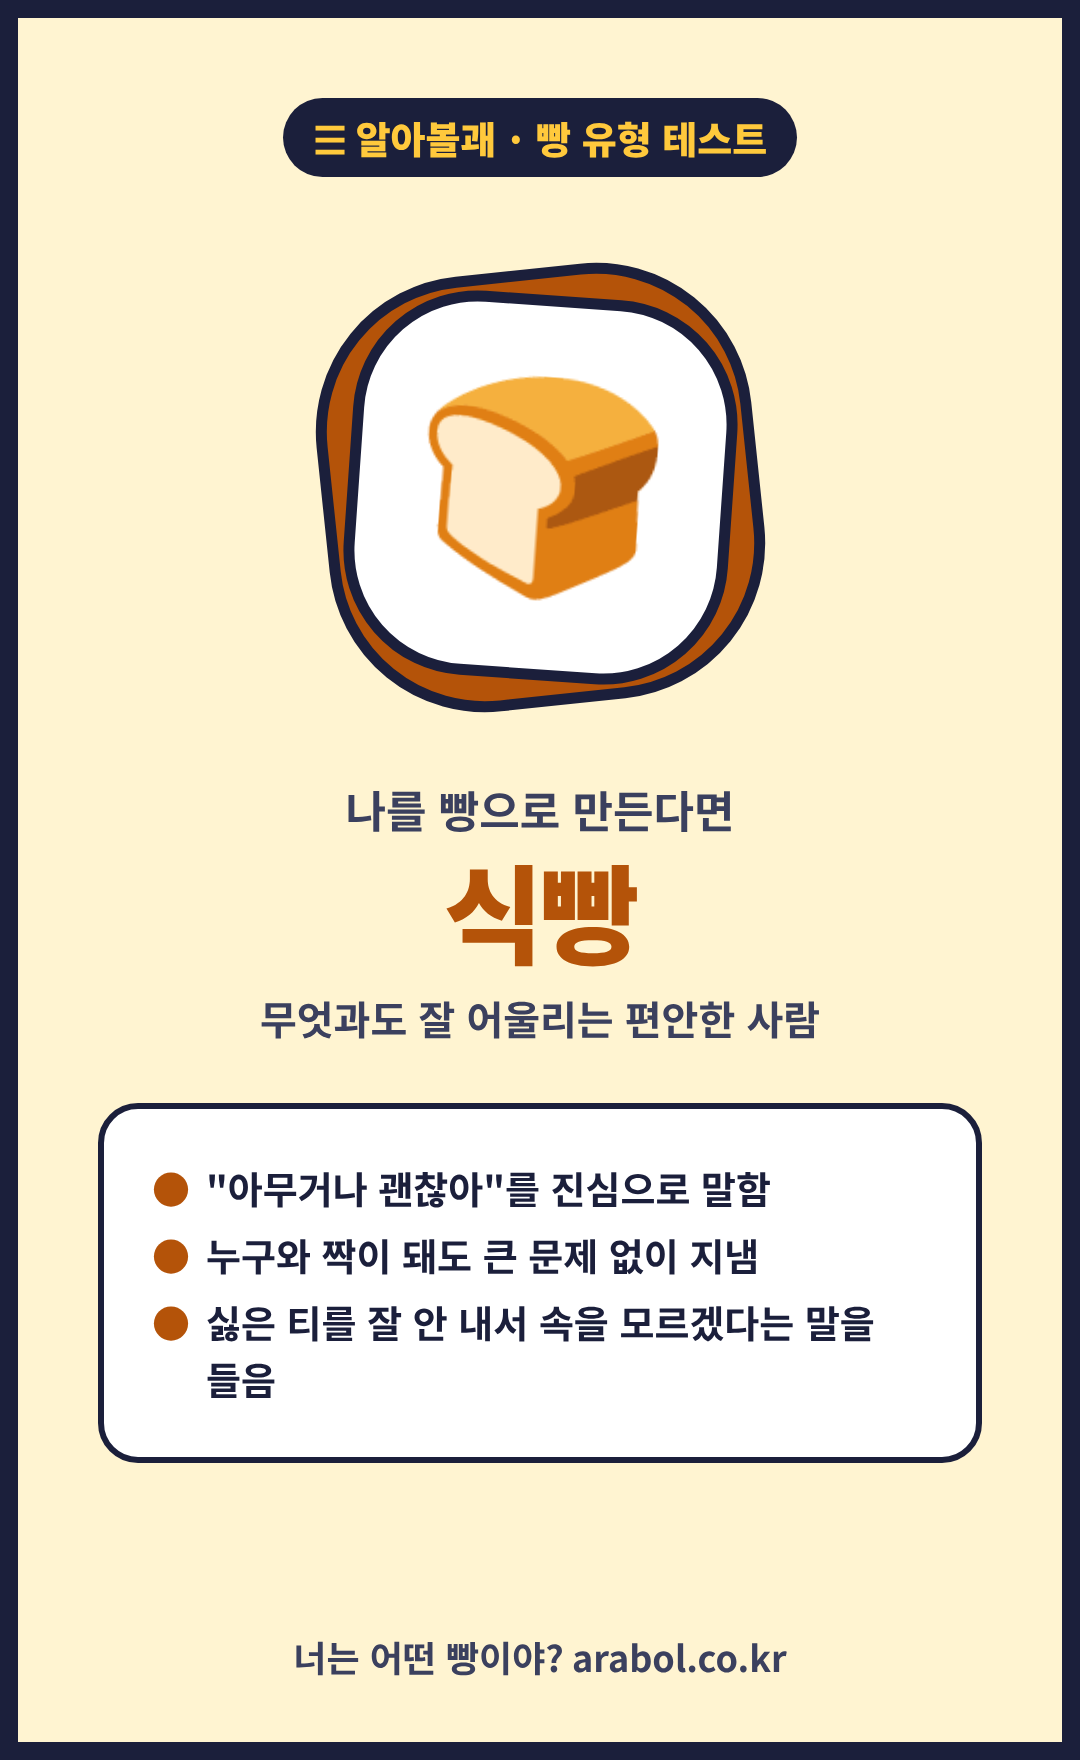 ☰ 알아볼괘 · 빵 유형 테스트
나를 빵으로 만든다면
식빵
무엇과도 잘 어울리는 편안한 사람
"아무거나 괜찮아"를 진심으로 말함
누구와 짝이 돼도 큰 문제 없이 지냄
싫은 티를 잘 안 내서 속을 모르겠다는 말을
들음
너는 어떤 빵이야? arabol.co.kr